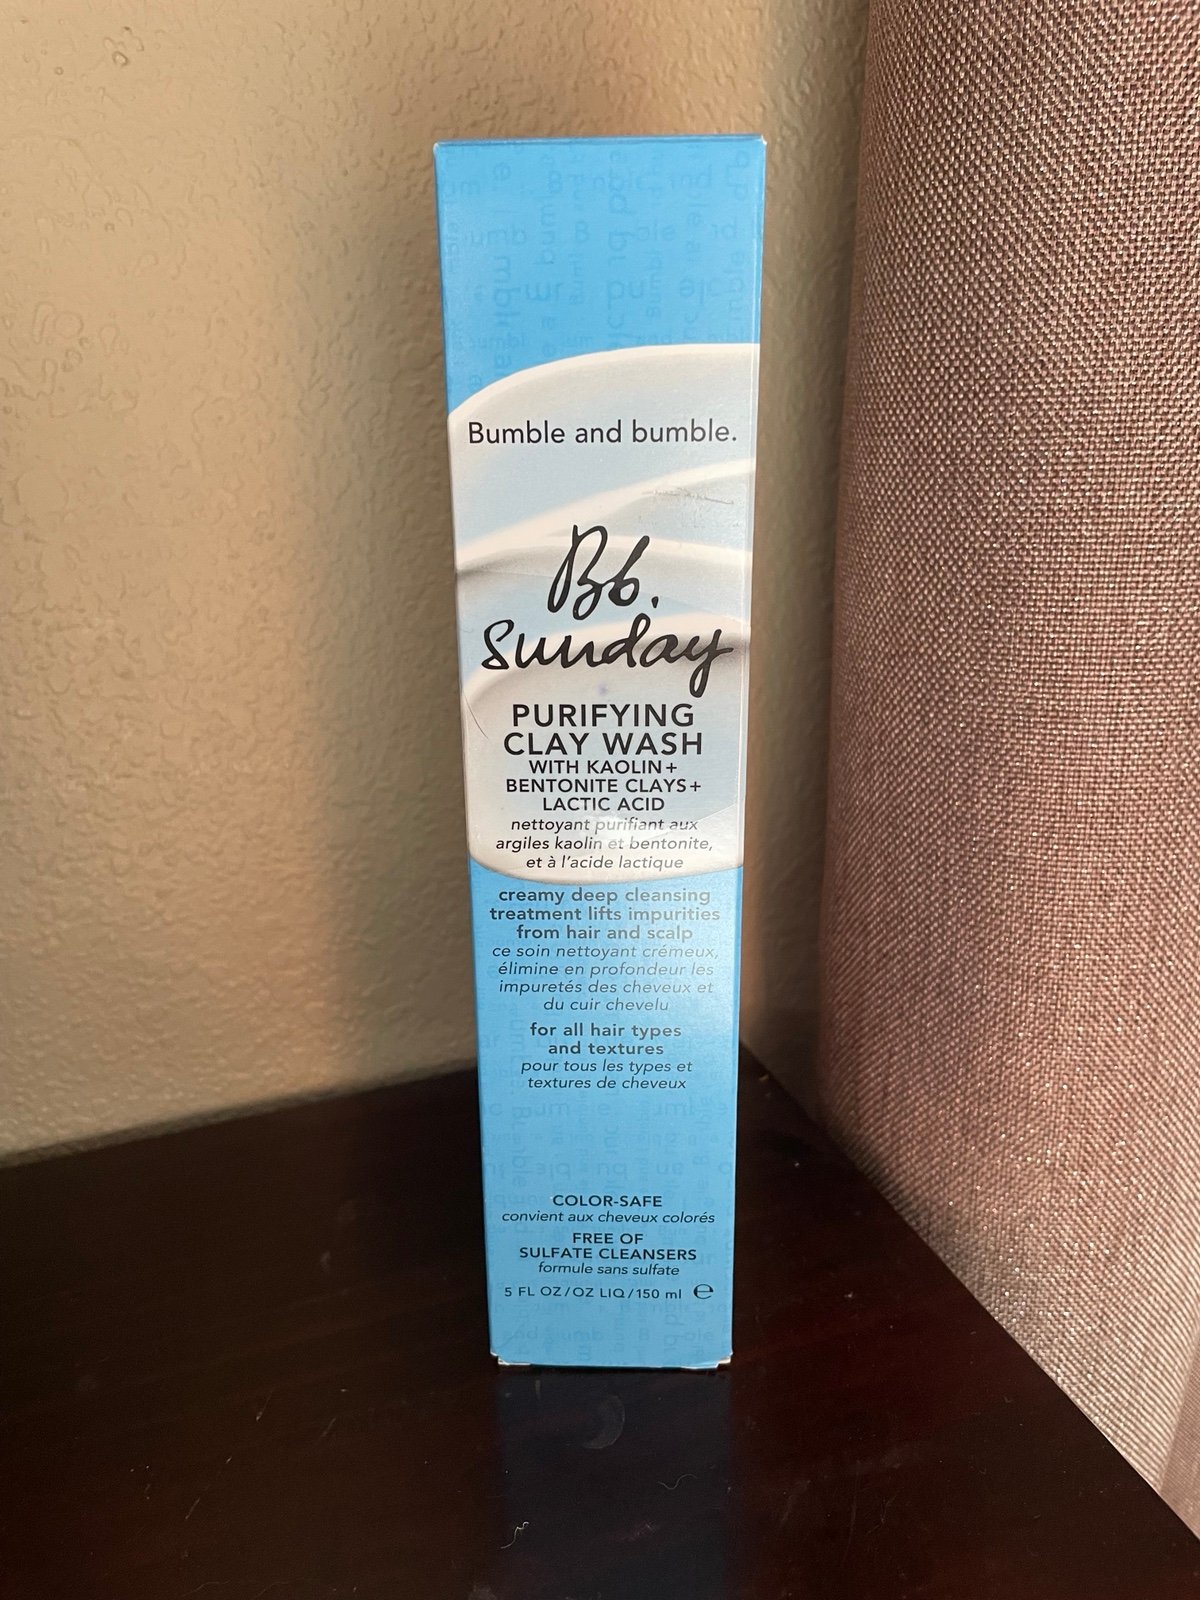 Bumble and bumble.
Bb.
Sunday
PURIFYING
CLAY WASH
WITH KAOLIN+
BENTONITE CLAYS+
LACTIC ACID
nettoyant purifiant aux
argiles kaolin et bentonite,
et à l'acide lactique
creamy deep cleansing
treatment lifts impurities
from hair and scalp
ce soin nettoyant crémeux,
élimine en profondeur les
impuretés des cheveux et
du cuir chevelu
for all hair types
and textures
pour tous les types et
textures de cheveux
COLOR-SAFE
convient aux cheveux colorés
FREE OF
SULFATE CLEANSERS
formule sans sulfate
5 FL OZ/OZ LIQ/150 ml ℮